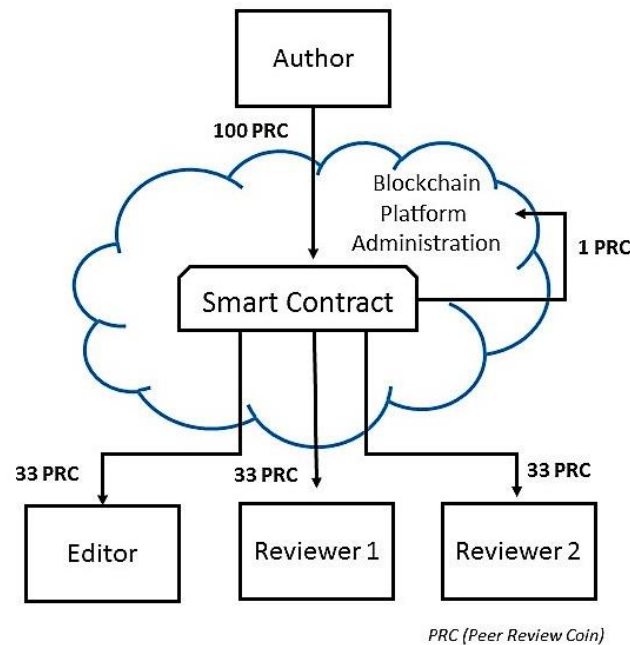 Author
100 PRC
Blockchain
Platform
Administration
1 PRC
Smart Contract
33 PRC
33 PRC
33 PRC
Editor
Reviewer 1
Reviewer 2
PRC (Peer Review Coin)